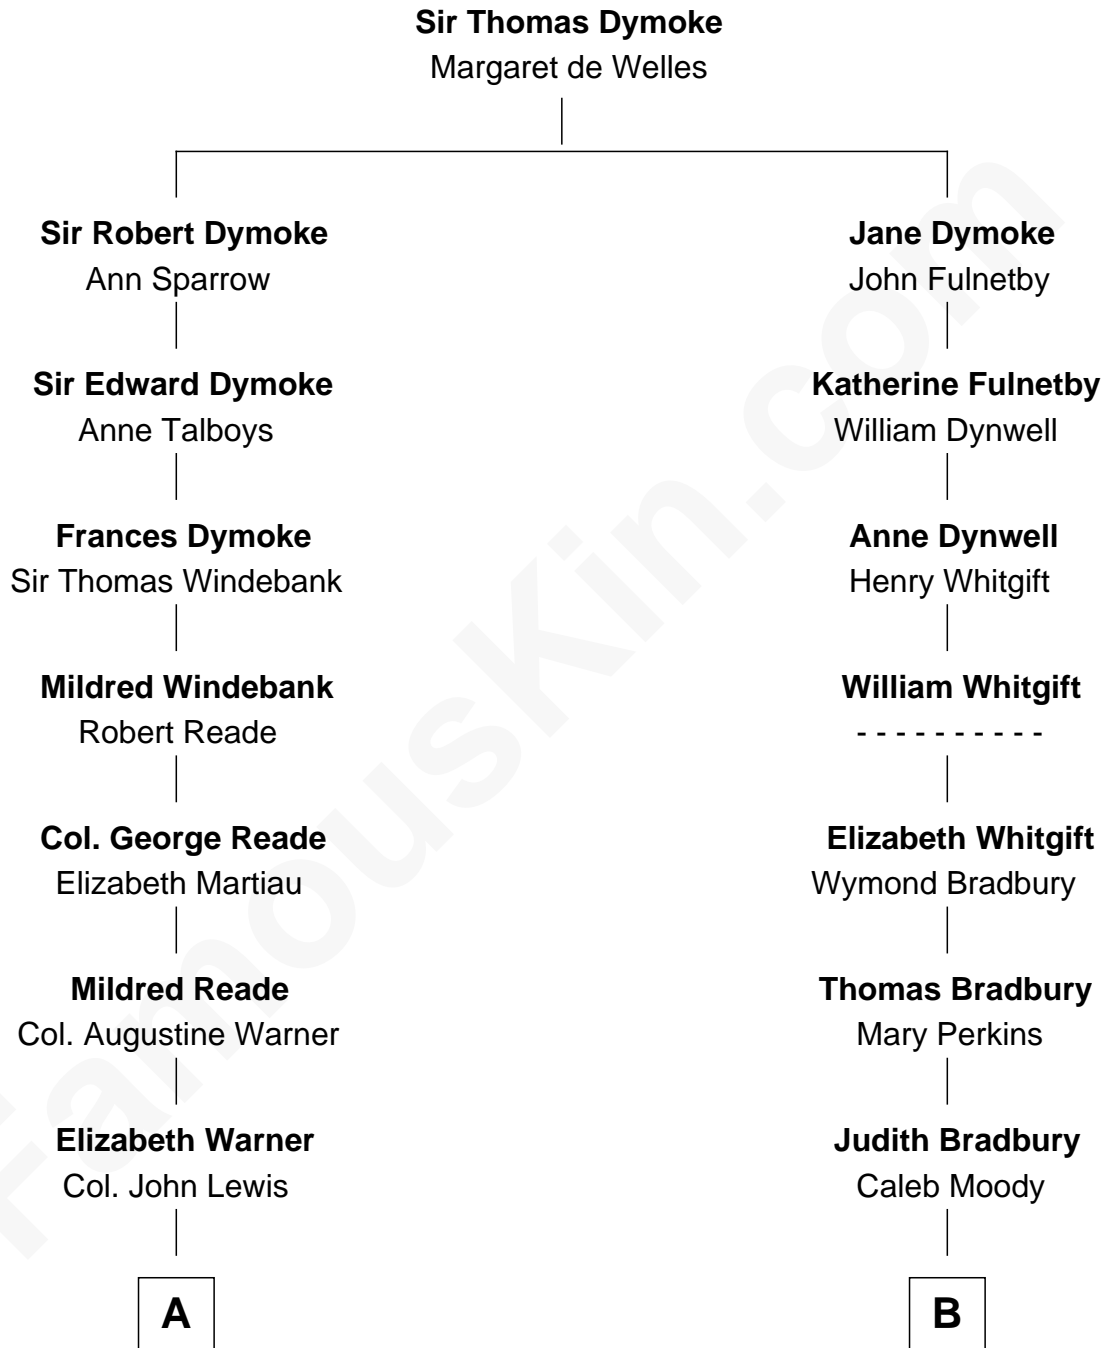 Sir Thomas Dymoke
Margaret de Welles
Sir Robert Dymoke
Ann Sparrow
Sir Edward Dymoke
Anne Talboys
Frances Dymoke
Sir Thomas Windebank
Mildred Windebank
Robert Reade
Col. George Reade
Elizabeth Martiau
Mildred Reade
Col. Augustine Warner
Elizabeth Warner
Col. John Lewis
A
Jane Dymoke
John Fulnetby
Katherine Fulnetby
William Dynwell
Anne Dynwell
Henry Whitgift
William Whitgift
- - - - - - - - - -
Elizabeth Whitgift
Wymond Bradbury
Thomas Bradbury
Mary Perkins
Judith Bradbury
Caleb Moody
B
FamousKin.com